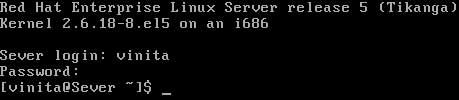 Red Hat Enterprise Linux Server release 5 (Tikanga)
Kernel 2.6.18-8.el5 on an i686
Sever login: vinita
Password:
[vinita@Sever ~]$ _